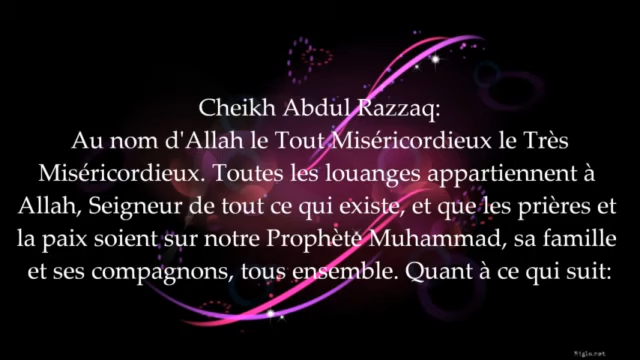 Cheikh Abdul Razzaq:
Au nom d'Allah le Tout Miséricordieux le Très
Miséricordieux. Toutes les louanges appartiennent à
Allah, Seigneur de tout ce qui existe, et que les prières et
la paix soient sur notre Prophète Muhammad, sa famille
et ses compagnons, tous ensemble. Quant à ce qui suit: